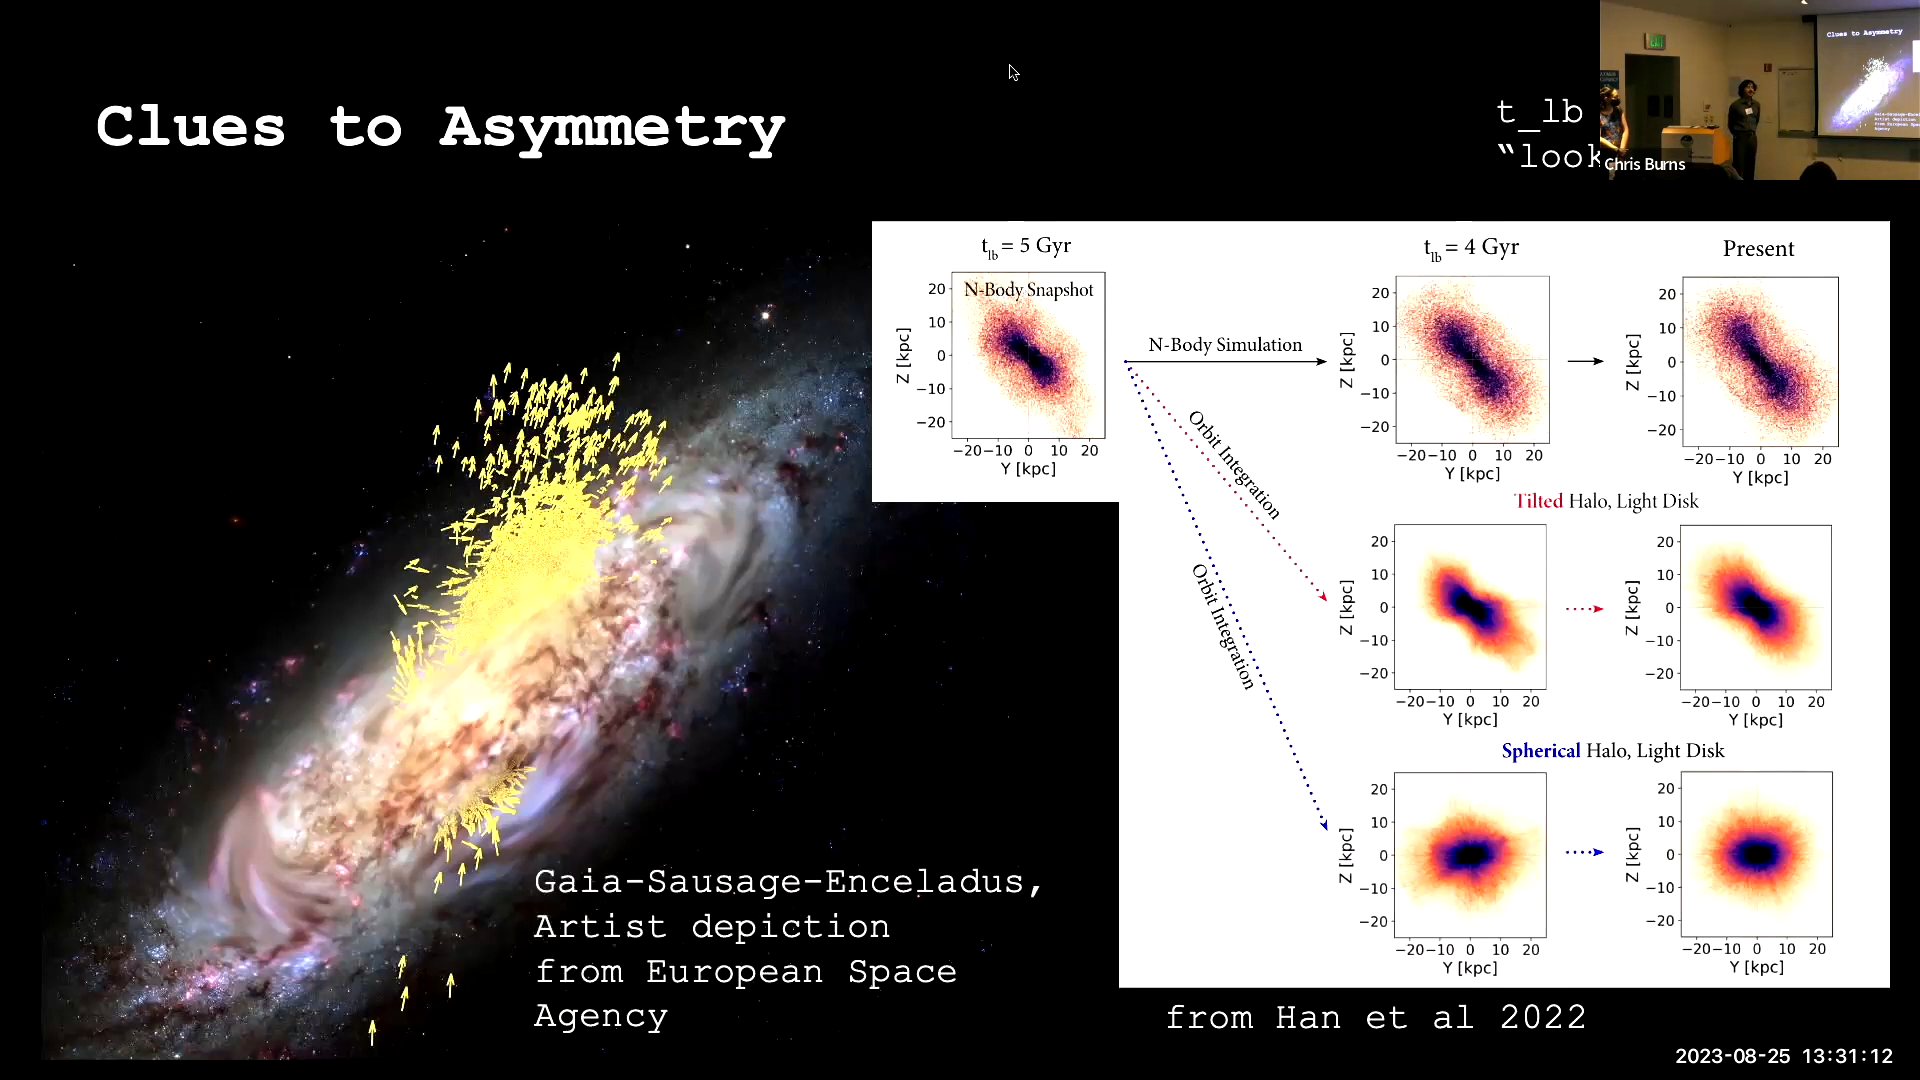 Clues to Asymmetry
t_lb
“look
Chris Burns
EXIT
Clues to Asymmetry
t_lb = 5 Gyr
t_lb = 4 Gyr
Present
N-Body Snapshot
20
10
0
−10
−20
Z [kpc]
−20−10 0 10 20
Y [kpc]
N-Body Simulation
Orbit Integration
Orbit Integration
20
10
0
−10
−20
Z [kpc]
−20−10 0 10 20
Y [kpc]
20
10
0
−10
−20
Z [kpc]
−20−10 0 10 20
Y [kpc]
Tilted Halo, Light Disk
20
10
0
−10
−20
Z [kpc]
−20−10 0 10 20
Y [kpc]
20
10
0
−10
−20
Z [kpc]
−20−10 0 10 20
Y [kpc]
Spherical Halo, Light Disk
20
10
0
−10
−20
Z [kpc]
−20−10 0 10 20
Y [kpc]
20
10
0
−10
−20
Z [kpc]
−20−10 0 10 20
Y [kpc]
Gaia-Sausage-Enceladus,
Artist depiction
from European Space
Agency
from Han et al 2022
2023-08-25 13:31:12